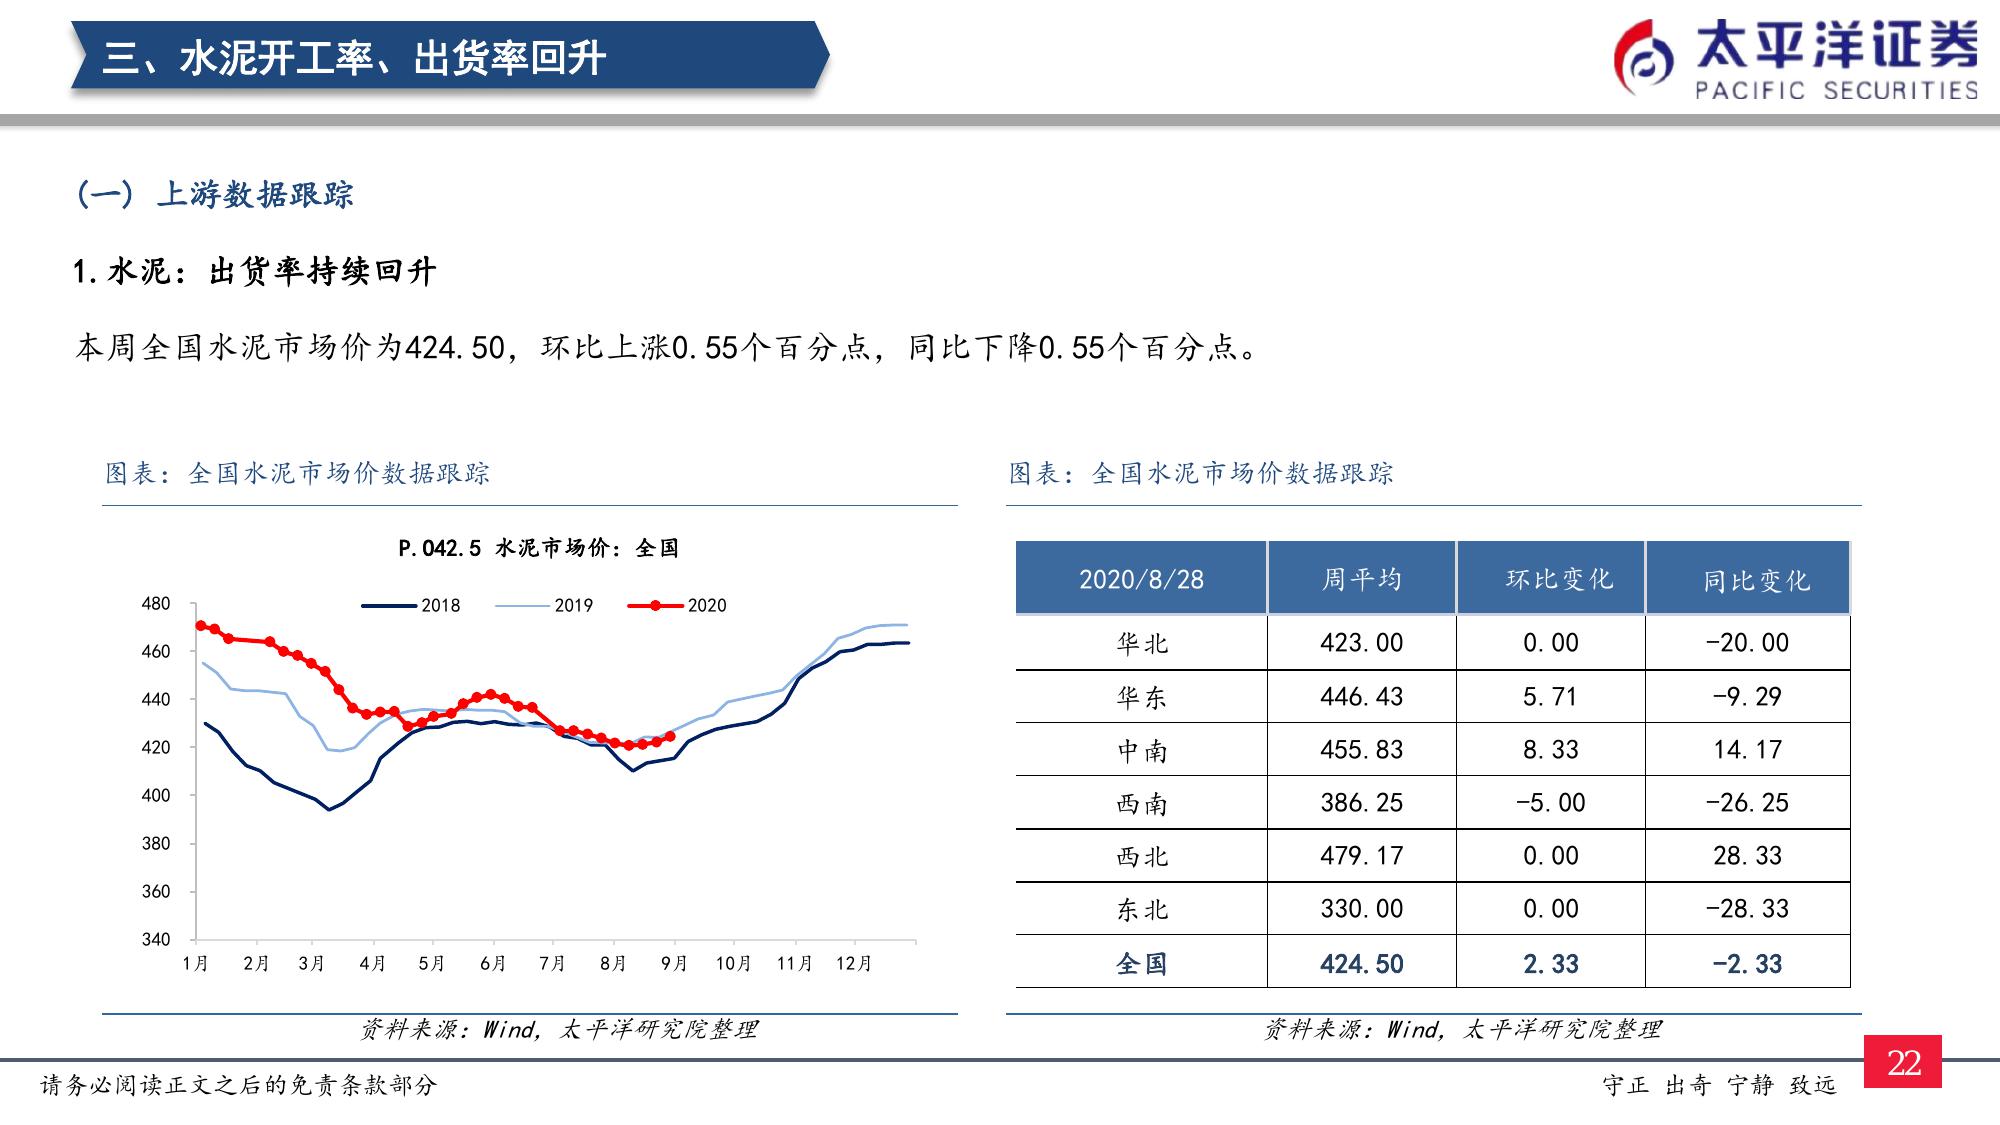 三、水泥开工率、出货率回升
太平洋证券
PACIFIC SECURITIES
(一) 上游数据跟踪
1.水泥：出货率持续回升
本周全国水泥市场价为424.50，环比上涨0.55个百分点，同比下降0.55个百分点。
图表：全国水泥市场价数据跟踪
P.042.5 水泥市场价：全国
2018 2019 2020
480
460
440
420
400
380
360
340
1月 2月 3月 4月 5月 6月 7月 8月 9月 10月 11月 12月
资料来源：Wind，太平洋研究院整理
图表：全国水泥市场价数据跟踪
2020/8/28 周平均 环比变化 同比变化
华北 423.00 0.00 -20.00
华东 446.43 5.71 -9.29
中南 455.83 8.33 14.17
西南 386.25 -5.00 -26.25
西北 479.17 0.00 28.33
东北 330.00 0.00 -28.33
全国 424.50 2.33 -2.33
资料来源：Wind，太平洋研究院整理
请务必阅读正文之后的免责条款部分
守正 出奇 宁静 致远
22